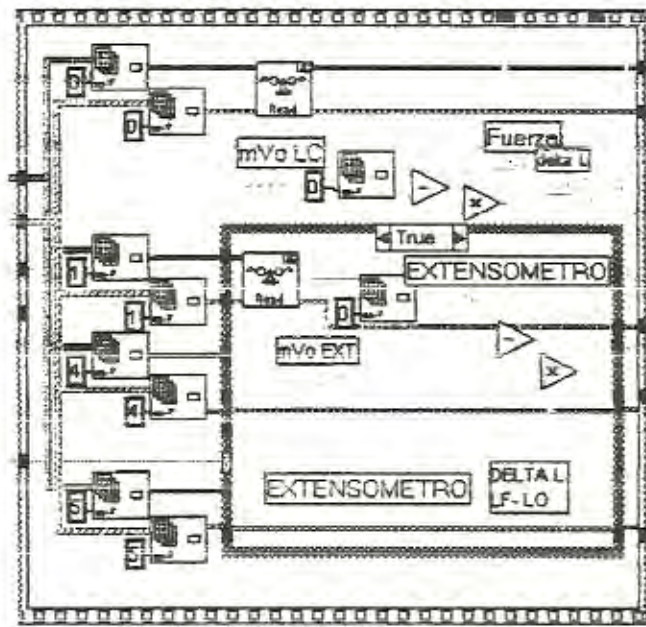 0
Read
0
Fuerza
delta L
mVo LC
0
True
1
EXTENSOMETRO
Read
1
0
mVo EXT
4
4
EXTENSOMETRO
DELTA L
LF-LO
5